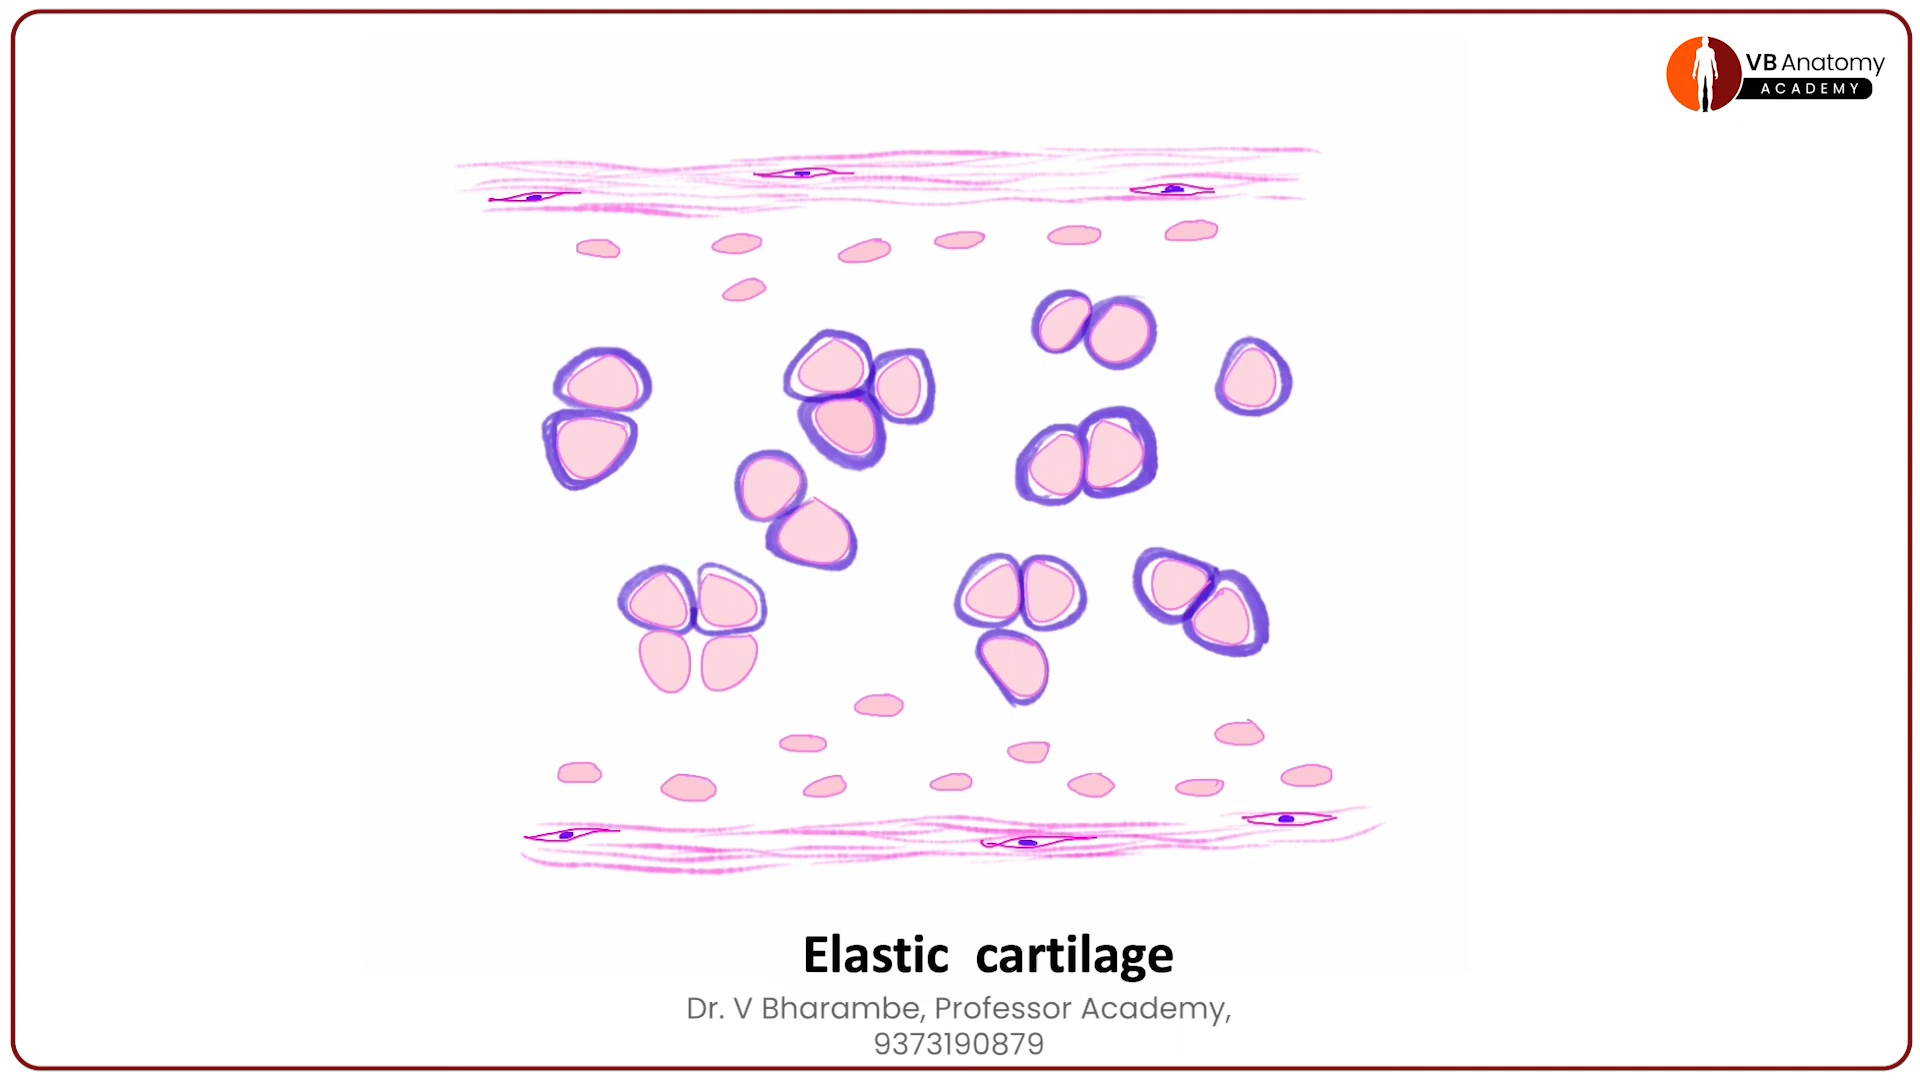 VB Anatomy
ACADEMY
Elastic cartilage
Dr. V Bharambe, Professor Academy,
9373190879